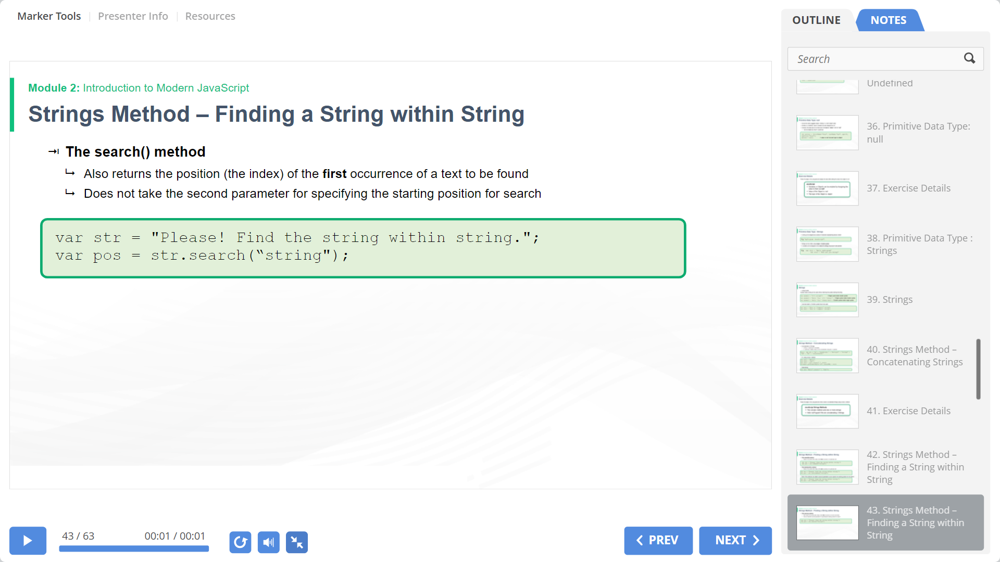 Marker Tools
Presenter Info
Resources
OUTLINE
NOTES
Search
Module 2: Introduction to Modern JavaScript
Strings Method – Finding a String within String
The search() method
Also returns the position (the index) of the first occurrence of a text to be found
Does not take the second parameter for specifying the starting position for search
var str = "Please! Find the string within string.";
var pos = str.search(“string");
Undefined
36. Primitive Data Type:
null
37. Exercise Details
38. Primitive Data Type :
Strings
39. Strings
40. Strings Method –
Concatenating Strings
41. Exercise Details
42. Strings Method –
Finding a String within
String
43. Strings Method –
Finding a String within
String
43 / 63
00:01 / 00:01
PREV
NEXT